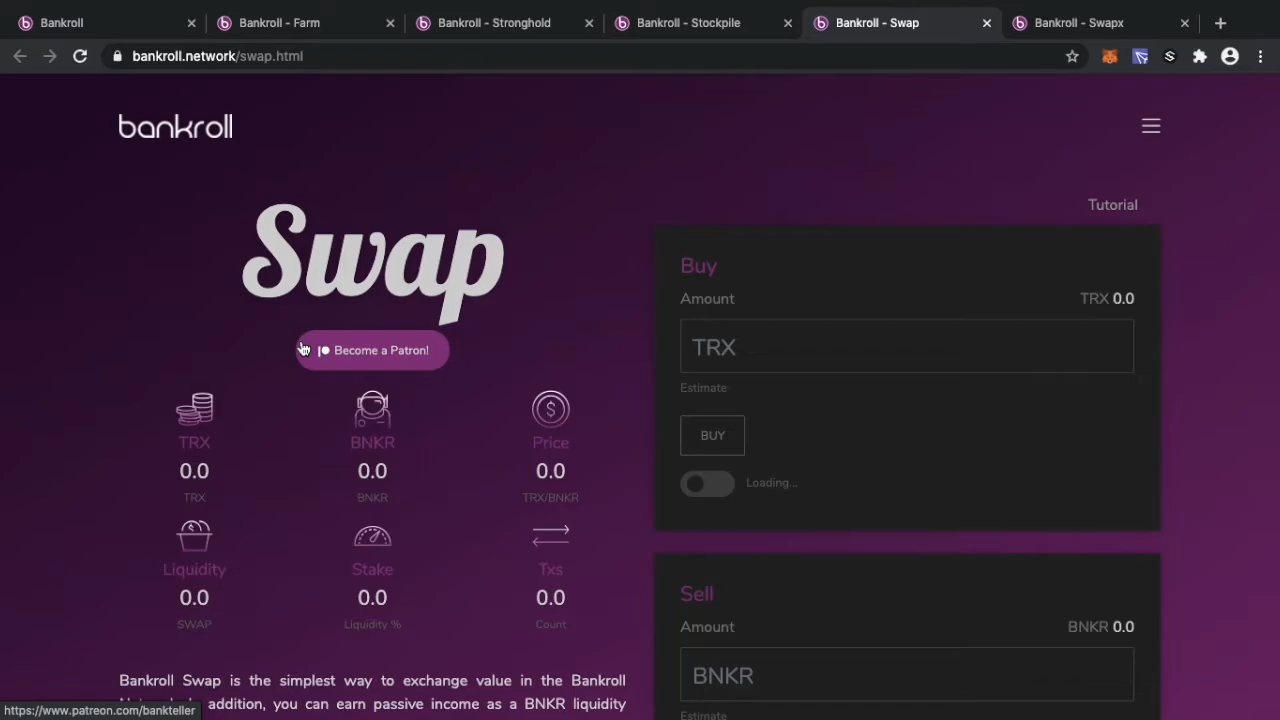 Bankroll
Bankroll - Farm
Bankroll - Stronghold
Bankroll - Stockpile
Bankroll - Swap
Bankroll - Swapx
bankroll.network/swap.html
bankroll
Tutorial
Swap
Become a Patron!
TRX
0.0
TRX
BNKR
0.0
BNKR
Price
0.0
TRX/BNKR
Liquidity
0.0
SWAP
Stake
0.0
Liquidity %
Txs
0.0
Count
Bankroll Swap is the simplest way to exchange value in the Bankroll
addition, you can earn passive income as a BNKR liquidity
Buy
Amount TRX 0.0
TRX
Estimate
BUY
Loading...
Sell
Amount BNKR 0.0
BNKR
Estimate
https://www.patreon.com/bankteller